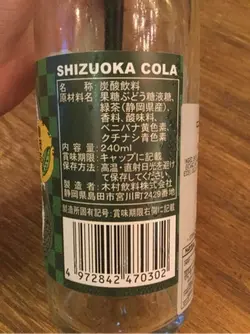 SHIZUOKA COLA
名称 炭酸飲料
原材料名 果糖ぶどう糖液糖、
緑茶(静岡県産)、
香料、酸味料、
ベニバナ黄色素、
クチナシ青色素
内容量 240ml
賞味期限 キャップに記載
保存方法 高温・直射日光を避け
て保存してください。
製造者 木村飲料株式会社
静岡県島田市宮川町2429番地
製造所固有記号:賞味期限右側に記載
4 972842 470302